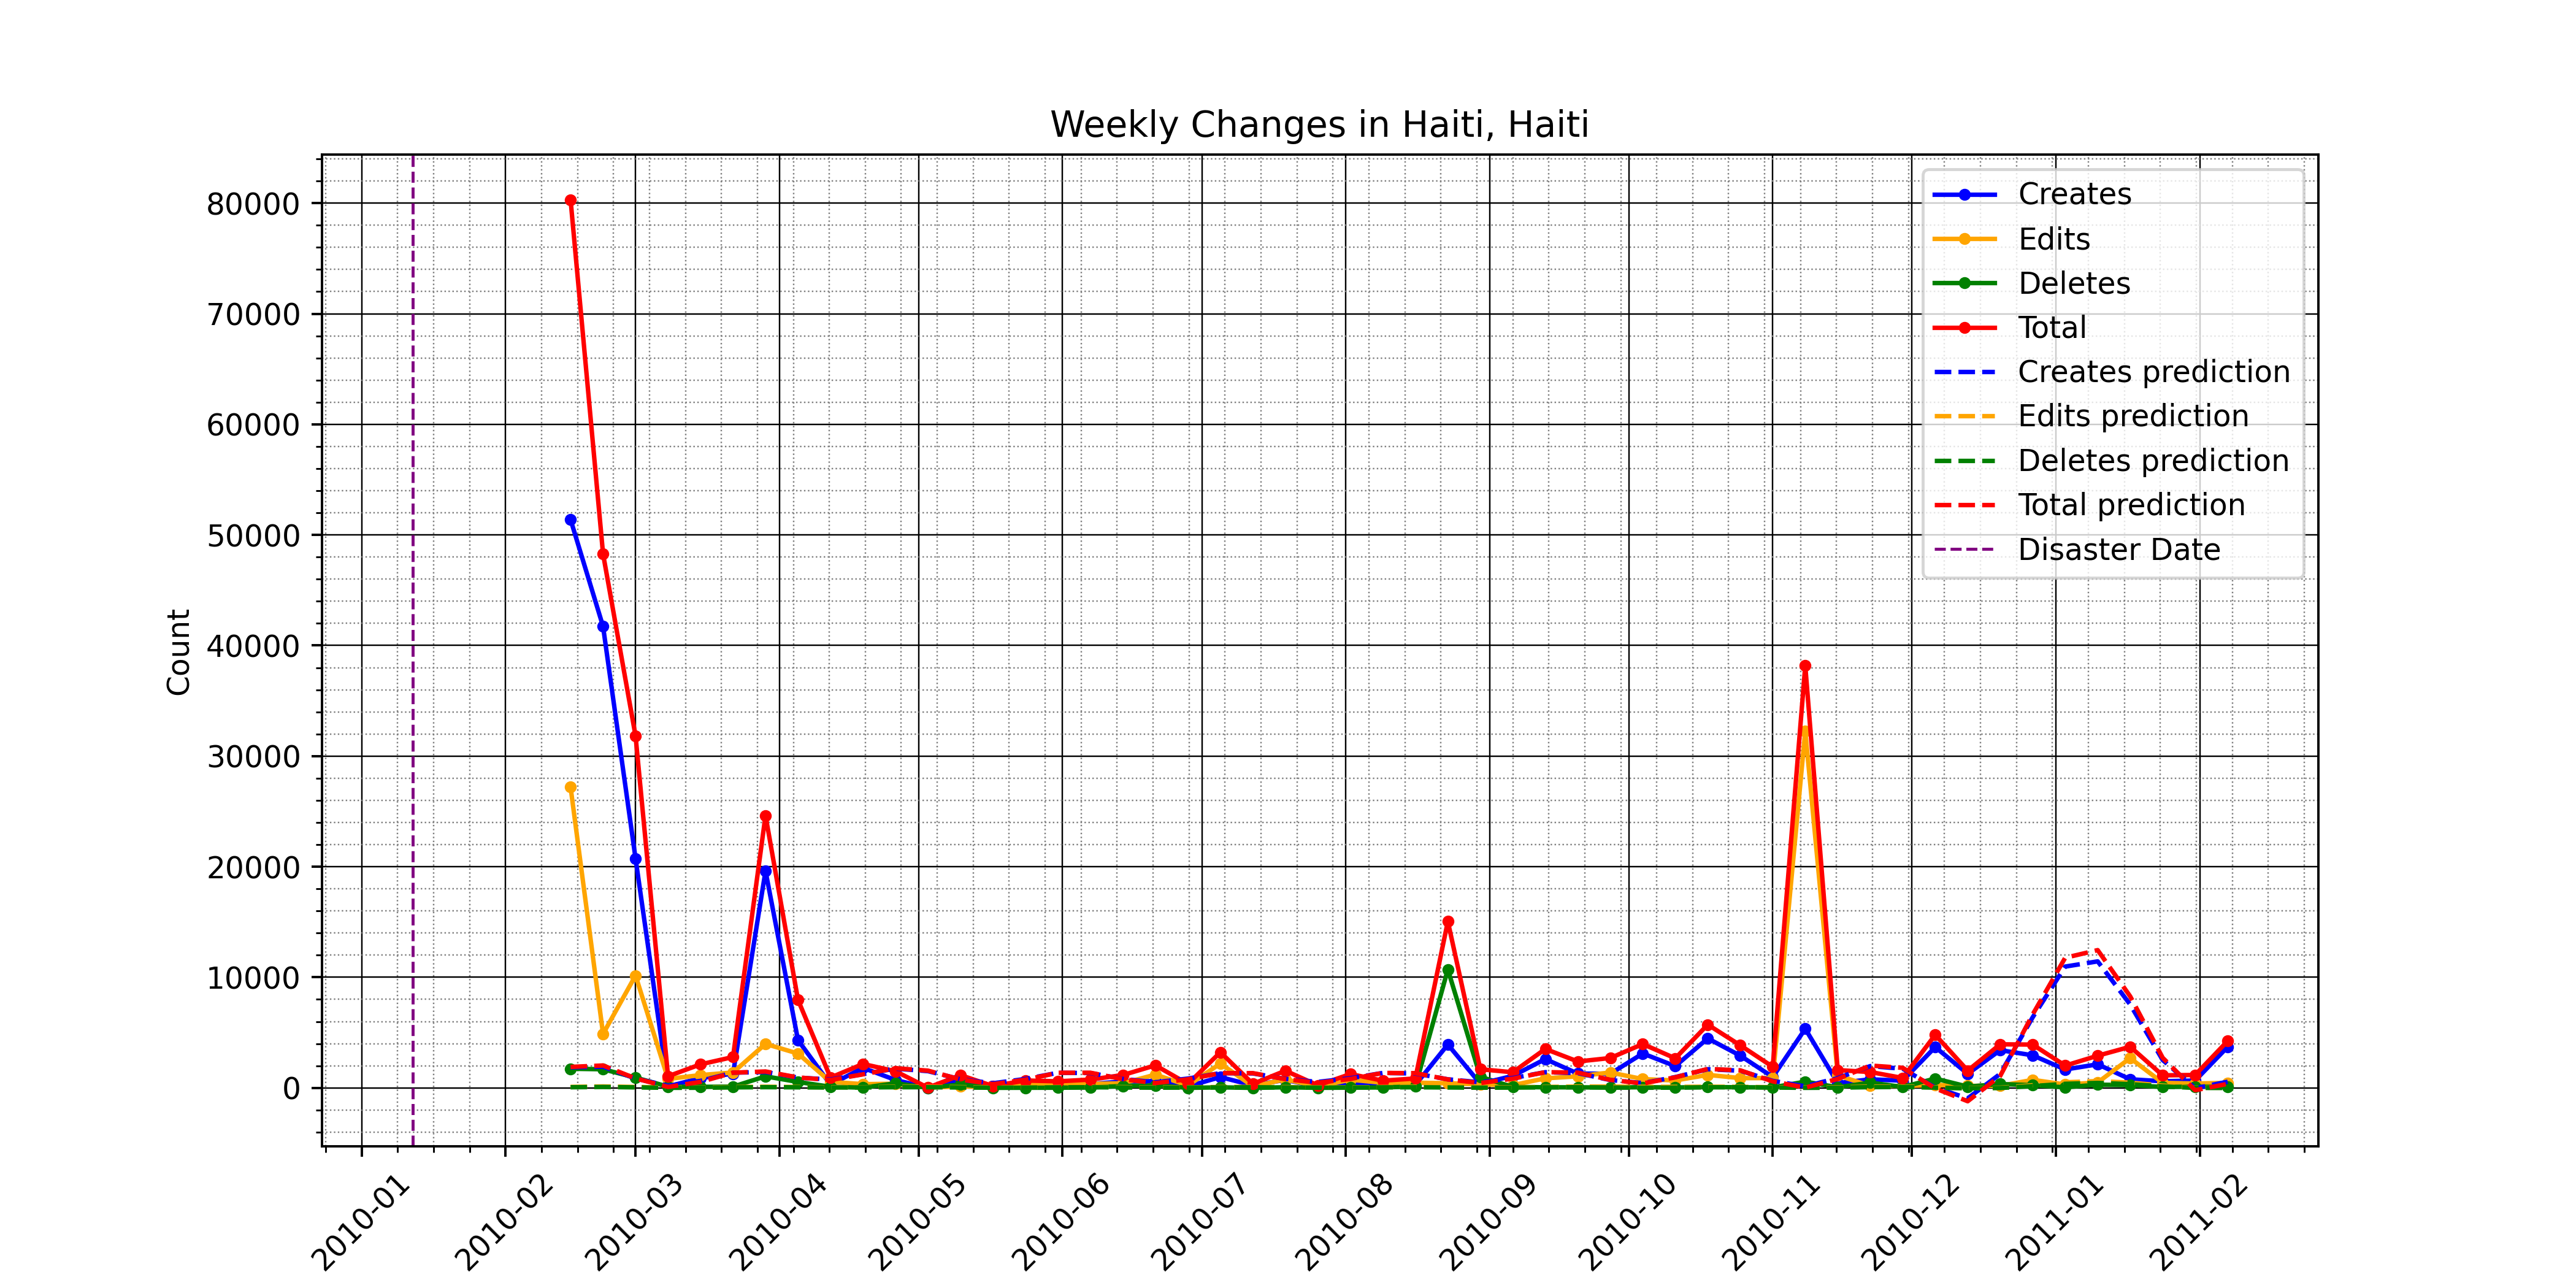 Weekly Changes in Haiti, Haiti
Count
80000
70000
60000
50000
40000
30000
20000
10000
0
Creates
Edits
Deletes
Total
Creates prediction
Edits prediction
Deletes prediction
Total prediction
Disaster Date
2010-01
2010-02
2010-03
2010-04
2010-05
2010-06
2010-07
2010-08
2010-09
2010-10
2010-11
2010-12
2011-01
2011-02